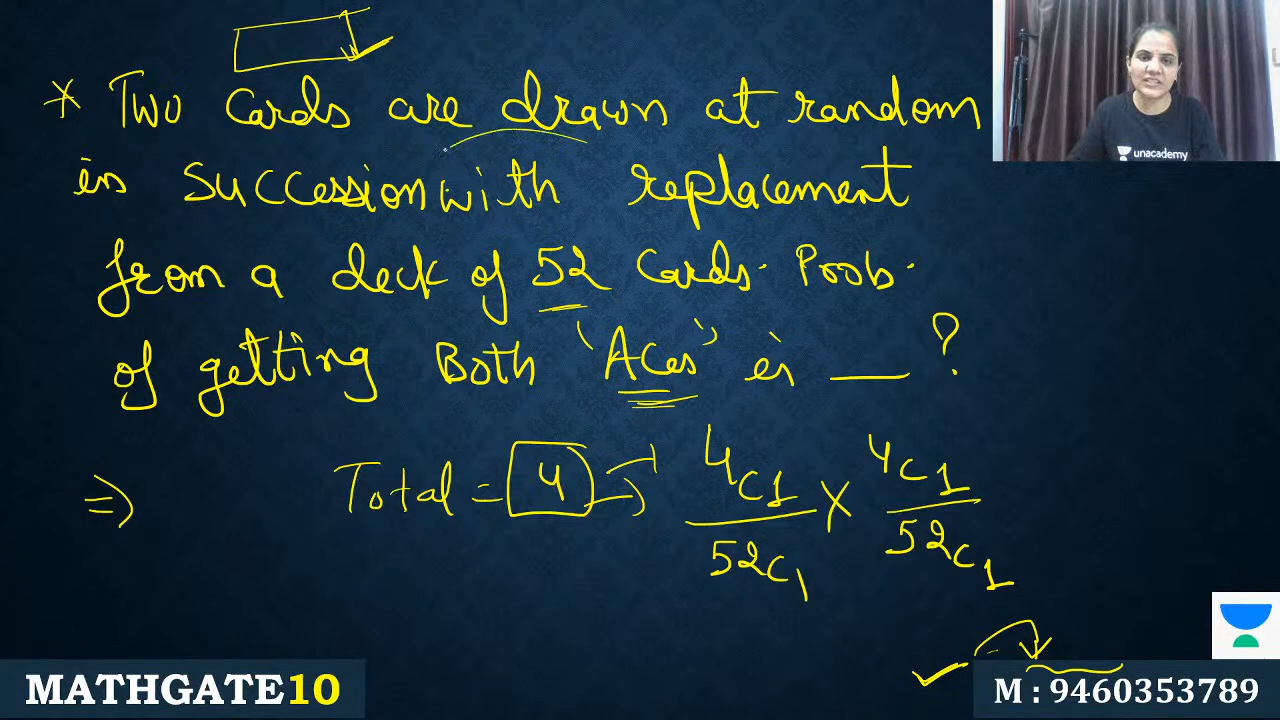 * Two Cards are drawn at random
in succession with replacement
from a deck of 52 Cards. Prob.
of getting Both 'Aces' is __ ?
=> Total = 4 → 4C1/52C1 X 4C1/52C1
unacademy
MATHGATE10
M : 9460353789